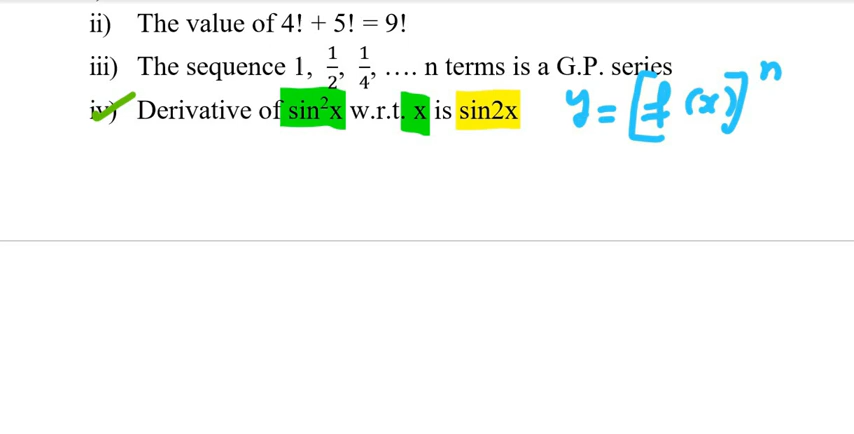 ii) The value of 4! + 5! = 9!
iii) The sequence 1, 1/2, 1/4, .... n terms is a G.P. series
iv) Derivative of sin²x w.r.t. x is sin2x
y = [f(x)]ⁿ